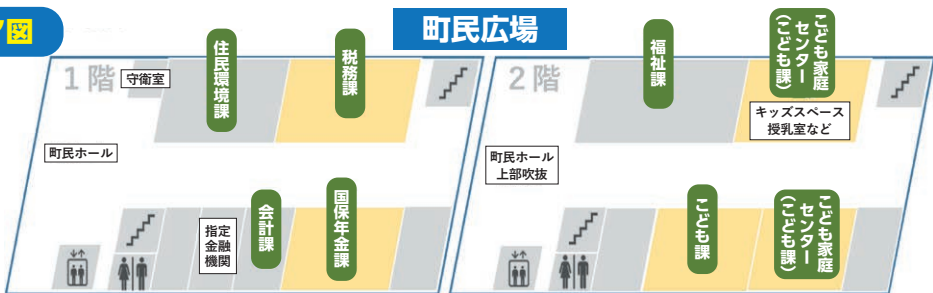 図
町民広場
1階
守衛室
住民環境課
税務課
町民ホール
指定
金融
機関
会計課
国保年金課
2階
福祉課
こども家庭
センター
(こども課)
キッズスペース
授乳室など
町民ホール
上部吹抜
こども課
こども家庭
センター
(こども課)